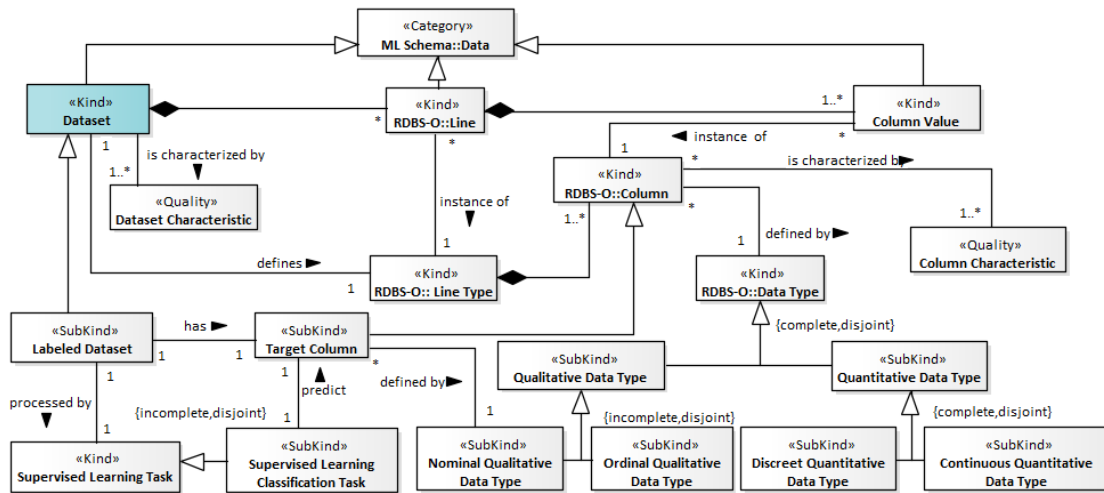 «Category»
ML Schema::Data
«Kind»
Dataset
«Kind»
RDBS-O::Line
«Kind»
Column Value
*
1..*
1
is characterized by
1..*
*
instance of
*
1
«Kind»
RDBS-O::Column
*
is characterized by
1..*
«Quality»
Dataset Characteristic
1
instance of
1
1..*
*
defined by
1
«Quality»
Column Characteristic
defines
1
«Kind»
RDBS-O:: Line Type
«Kind»
RDBS-O::Data Type
{complete,disjoint}
«SubKind»
Labeled Dataset
has
1
1
«SubKind»
Target Column
*
defined by
1
«SubKind»
Qualitative Data Type
«SubKind»
Quantitative Data Type
1
processed by
1
1
predict
1
{incomplete,disjoint}
{incomplete,disjoint}
{complete,disjoint}
«Kind»
Supervised Learning Task
«SubKind»
Supervised Learning
Classification Task
«SubKind»
Nominal Qualitative
Data Type
«SubKind»
Ordinal Qualitative
Data Type
«SubKind»
Discreet Quantitative
Data Type
«SubKind»
Continuous Quantitative
Data Type